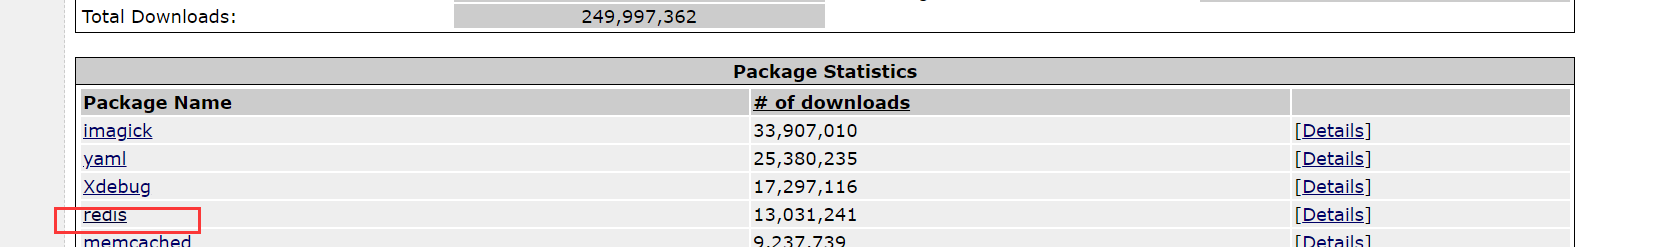 Total Downloads: 249,997,362
Package Statistics
Package Name # of downloads
imagick 33,907,010 [Details]
yaml 25,380,235 [Details]
Xdebug 17,297,116 [Details]
redis 13,031,241 [Details]
memcached 9,237,739 [Details]